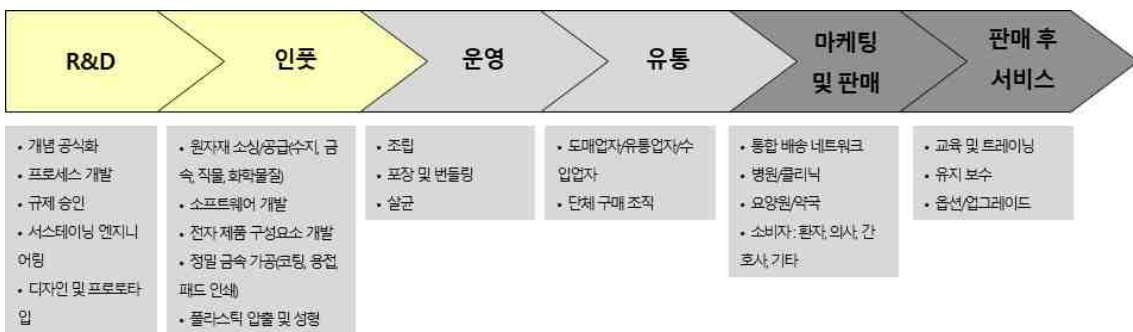 R&D
인풋
운영
유통
마케팅
및 판매
판매 후
서비스
• 개념 공식화
• 프로세스 개발
• 규제 승인
• 서스테이닝 엔지니
어링
• 디자인 및 프로로타
입
• 원자재 소싱/공급(수지, 금
속, 직물, 화학물질)
• 소프트웨어 개발
• 전자 제품 구성요소 개발
• 정밀 금속 가공(코팅, 용접,
패드 인쇄)
• 플라스틱 압출 및 성형
• 조립
• 포장 및 번들링
• 살균
• 도매업자/유통업자/수
입업자
• 단체 구매 조직
• 통합 배송 네트워크
• 병원/클리닉
• 요양원/약국
• 소비자 : 환자, 의사, 간
호사, 기타
• 교육 및 트레이닝
• 유지 보수
• 옵션/업그레이드